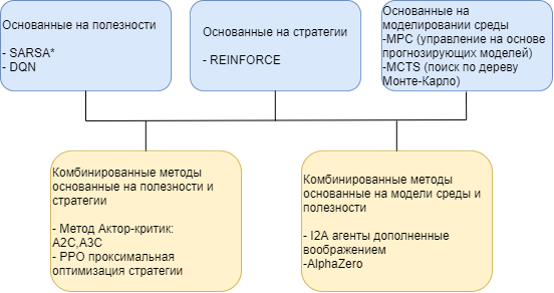 Основанные на полезности
- SARSA*
- DQN
Основанные на стратегии
- REINFORCE
Основанные на
моделировании среды
-MPC (управление на основе
прогнозирующих моделей)
-MCTS (поиск по дереву
Монте-Карло)
Комбинированные методы
основанные на полезности и
стратегии
- Метод Актор-критик:
A2C,A3C
- PPO проксимальная
оптимизация стратегии
Комбинированные методы
основанные на модели среды и
полезности
- I2A агенты дополненные
воображением
-AlphaZero